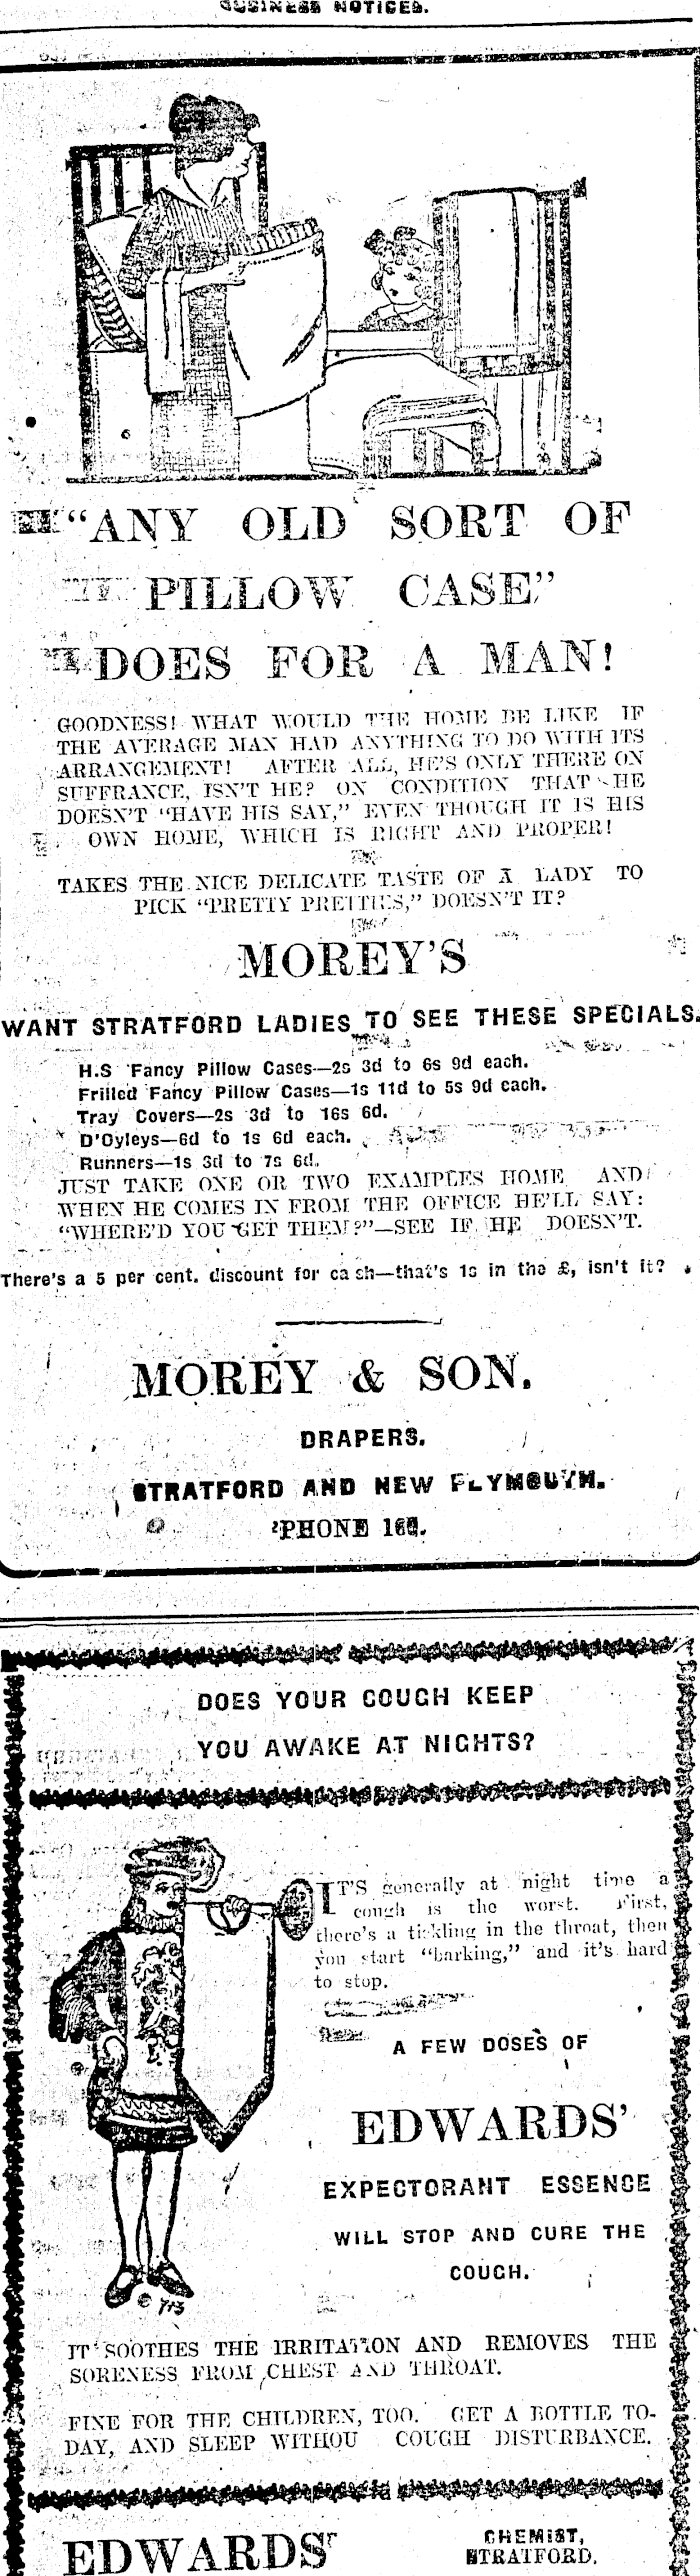 BUSINESS NOTICES.
"ANY OLD SORT OF
PILLOW CASE"
DOES FOR A MAN!
GOODNESS! WHAT WOULD THE HOME BE LIKE IF
THE AVERAGE MAN HAD ANYTHING TO DO WITH ITS
ARRANGEMENT! AFTER ALL, HE'S ONLY THERE ON
SUFFRANCE, ISN'T HE? ON CONDITION THAT HE
DOESN'T "HAVE HIS SAY," EVEN THOUGH IT IS HIS
OWN HOME, WHICH IS RIGHT AND PROPER!
TAKES THE NICE DELICATE TASTE OF A LADY TO
PICK "PRETTY PRETTIES," DOESN'T IT?
MOREY'S
WANT STRATFORD LADIES TO SEE THESE SPECIALS.
H.S Fancy Pillow Cases—2s 3d to 6s 9d each.
Frilled Fancy Pillow Cases—1s 11d to 5s 9d each.
Tray Covers—2s 3d to 16s 6d.
D'Oyleys—6d to 1s 6d each.
Runners—1s 3d to 7s 6d.
JUST TAKE ONE OR TWO EXAMPLES HOME AND
WHEN HE COMES IN FROM THE OFFICE HE'LL SAY:
"WHERE'D YOU GET THEM?"—SEE IF HE DOESN'T.
There's a 5 per cent. discount for cash—that's 1s in the £, isn't it?
MOREY & SON.
DRAPERS.
STRATFORD AND NEW PLYMOUTH.
'PHONE
DOES YOUR COUGH KEEP
YOU AWAKE AT NIGHTS?
IT'S generally at night time a
cough is the worst. First,
there's a tickling in the throat, then
you start "barking," and it's hard
to stop.
A FEW DOSES OF
EDWARDS'
EXPECTORANT ESSENCE
WILL STOP AND CURE THE
COUGH.
IT SOOTHES THE IRRITATION AND REMOVES THE
SORENESS FROM CHEST AND THROAT.
FINE FOR THE CHILDREN, TOO. GET A BOTTLE TO-
DAY, AND SLEEP WITHOU COUGH DISTURBANCE.
EDWARDS'
CHEMIST,
STRATFORD.